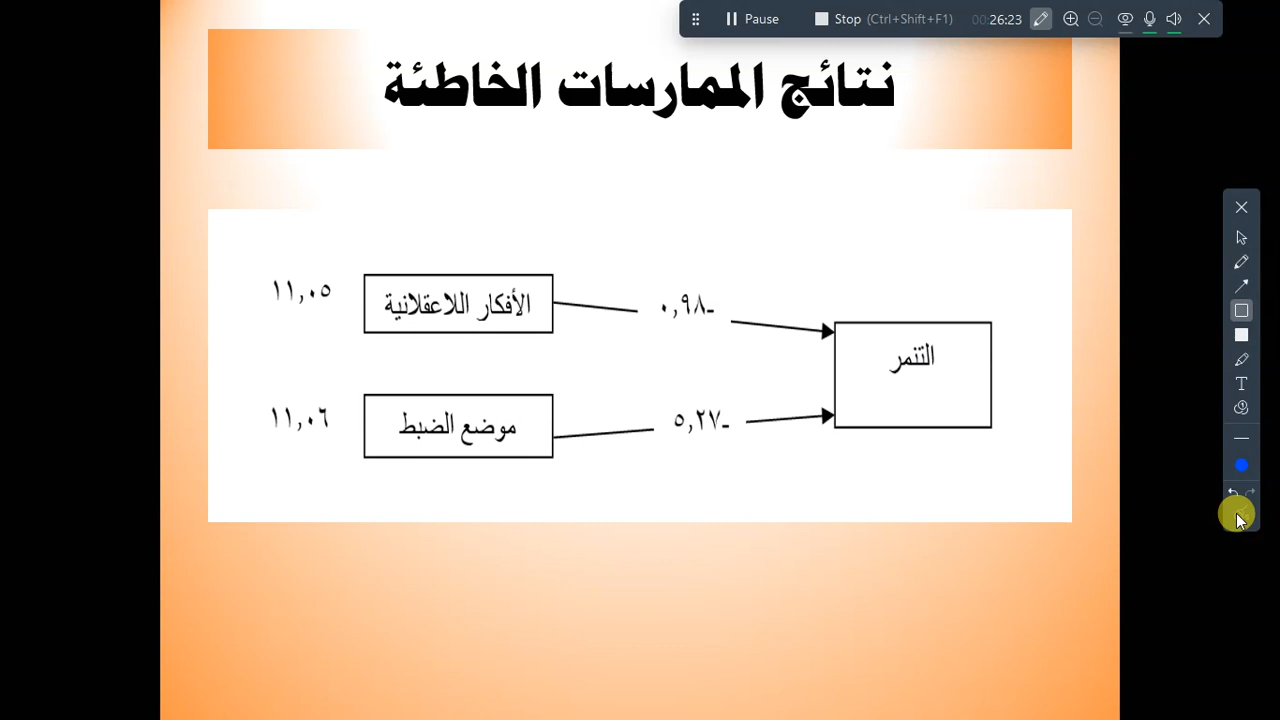 Pause Stop (Ctrl+Shift+F1) 00:26:23
نتائج الممارسات الخاطئة
١١,٠٥
الأفكار اللاعقلانية
-٠,٩٨
التنمر
١١,٠٦
موضع الضبط
-٥,٢٧